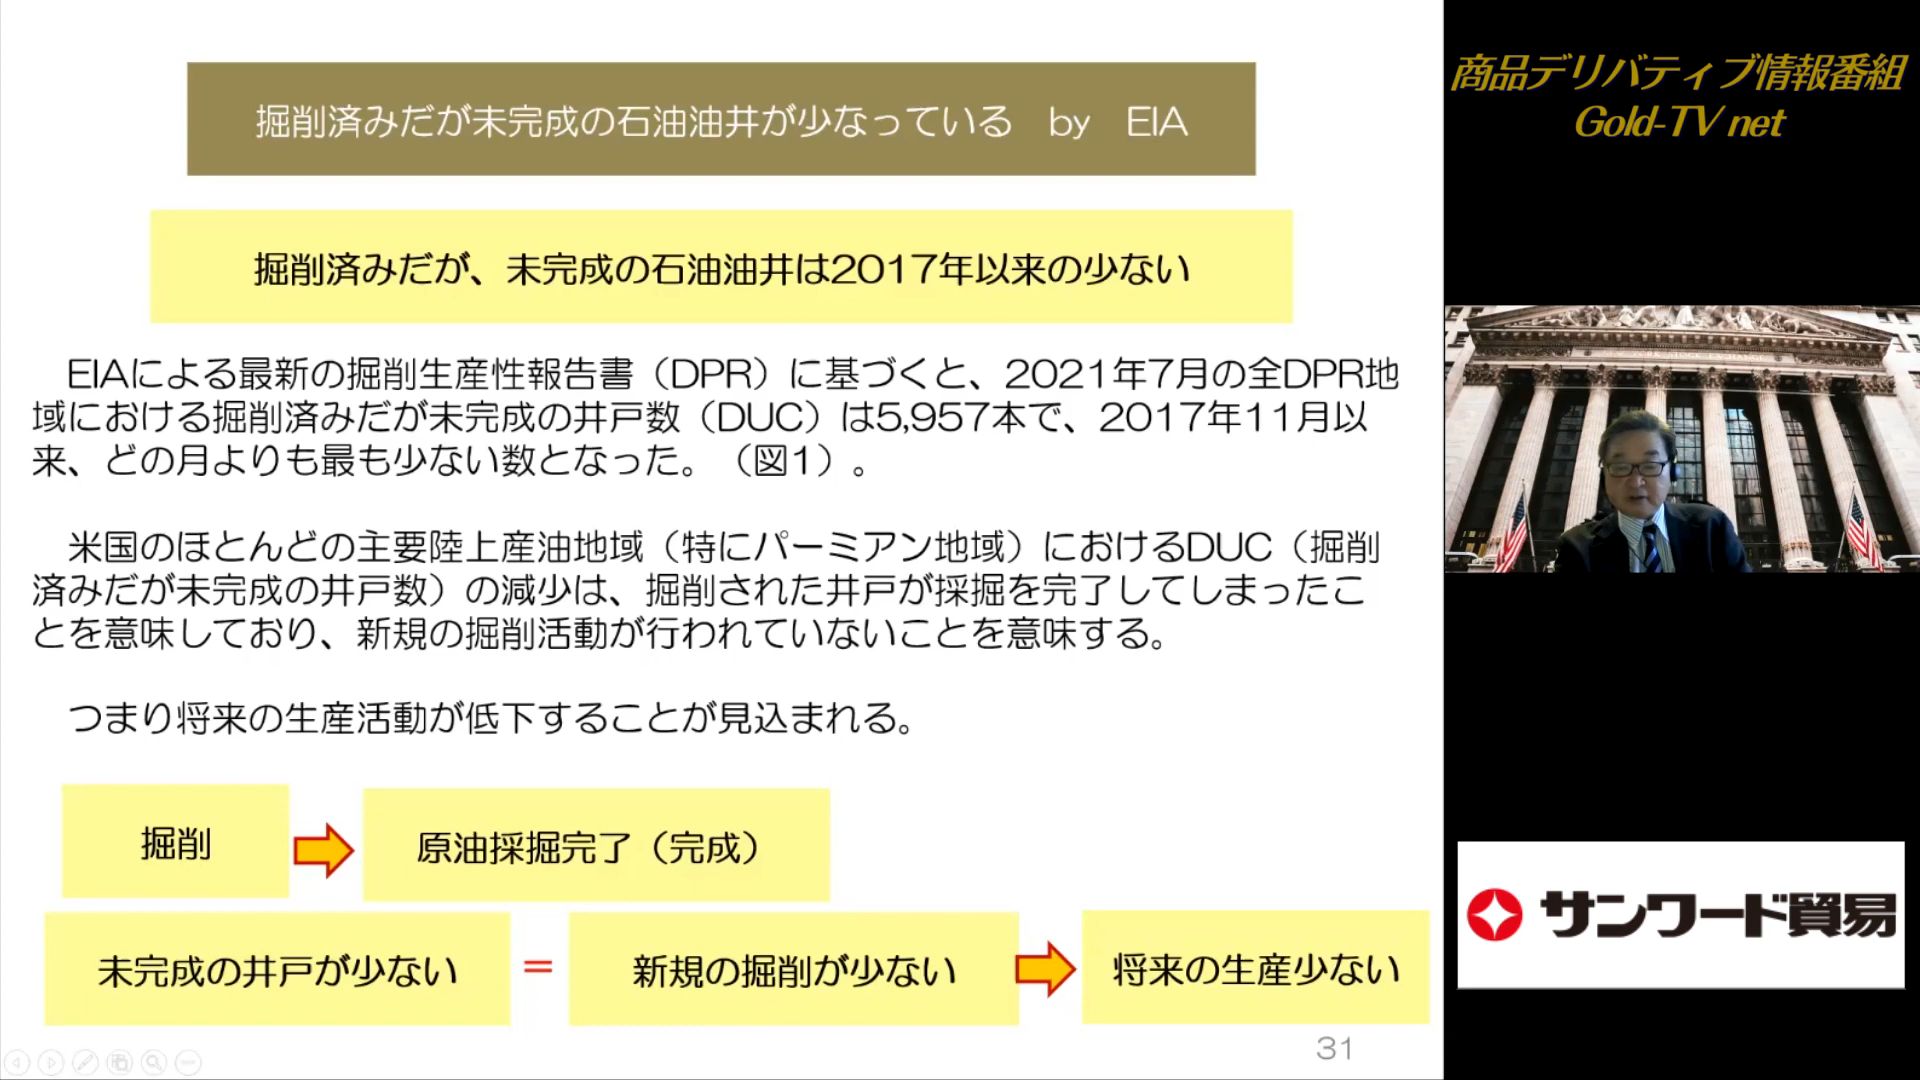 掘削済みだが未完成の石油油井が少なっている　by　EIA
掘削済みだが、未完成の石油油井は2017年以来の少ない
EIAによる最新の掘削生産性報告書（DPR）に基づくと、2021年7月の全DPR地
域における掘削済みだが未完成の井戸数（DUC）は5,957本で、2017年11月以
来、どの月よりも最も少ない数となった。（図1）。
米国のほとんどの主要陸上産油地域（特にパーミアン地域）におけるDUC（掘削
済みだが未完成の井戸数）の減少は、掘削された井戸が採掘を完了してしまったこ
とを意味しており、新規の掘削活動が行われていないことを意味する。
つまり将来の生産活動が低下することが見込まれる。
掘削
原油採掘完了（完成）
未完成の井戸が少ない
＝
新規の掘削が少ない
将来の生産少ない
31
商品デリバティブ情報番組
Gold-TV net
サンワード貿易